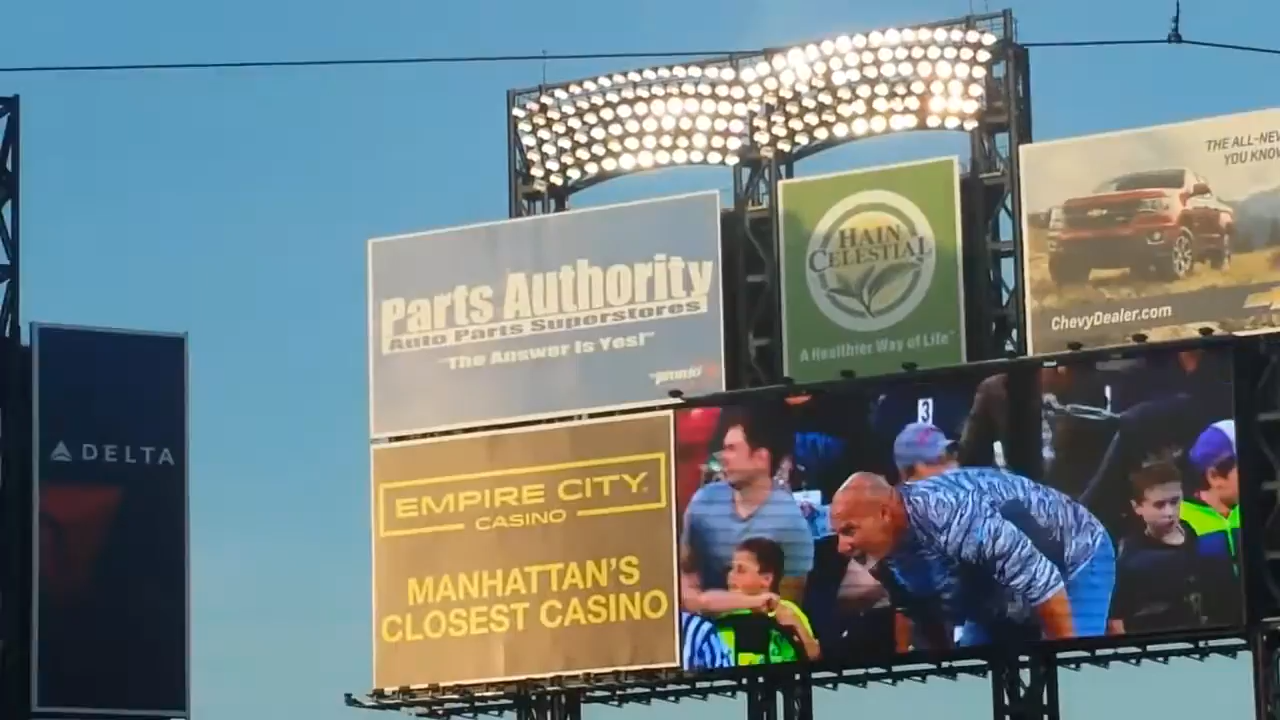 THE ALL-NEW
YOU KNOW
HAIN
CELESTIAL
A Healthier Way of Life™
Parts Authority
Auto Parts Superstores
"The Answer Is Yes!"
ChevyDealer.com
DELTA
EMPIRE CITY®
CASINO
MANHATTAN'S
CLOSEST CASINO
3